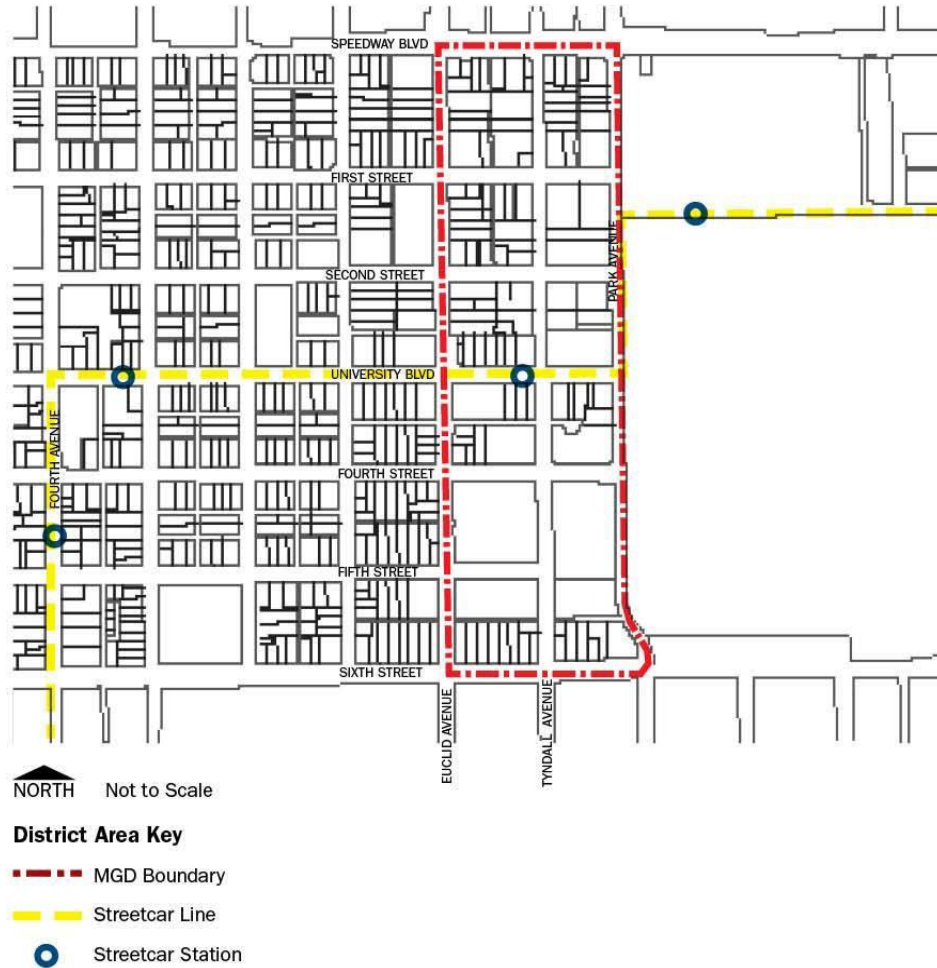 SPEEDWAY BLVD
FIRST STREET
PARK AVENUE
SECOND STREET
UNIVERSITY BLVD
FOURTH AVENUE
FOURTH STREET
FIFTH STREET
SIXTH STREET
EUCLID AVENUE
TYNDALL AVENUE
NORTH Not to Scale
District Area Key
MGD Boundary
Streetcar Line
Streetcar Station